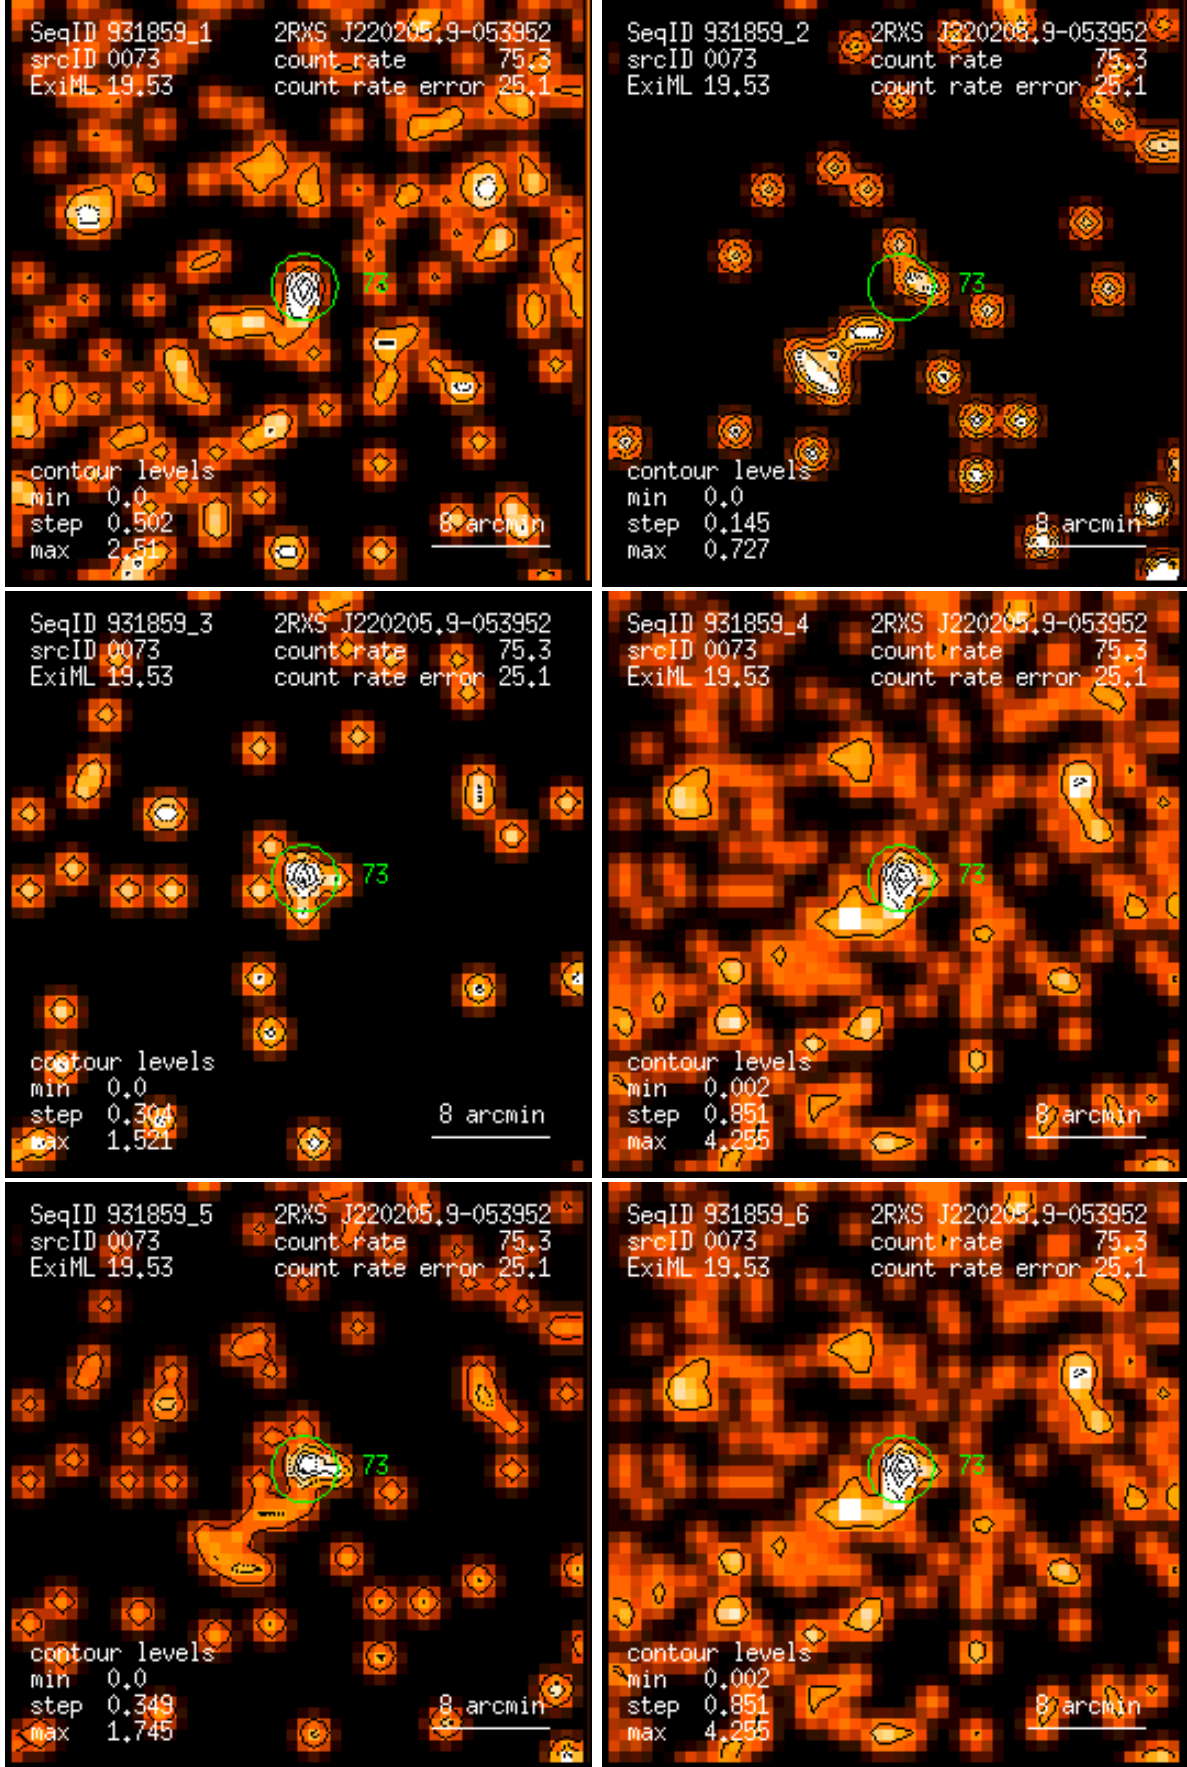 SeqID 931859_1 2RXS J220205.9-053952
srcID 0073 count rate 75.3
ExiML 19.53 count rate error 25.1
73
contour levels
min 0.0
step 0.502 8 arcmin
max 2.51
SeqID 931859_2 2RXS J220205.9-053952
srcID 0073 count rate 75.3
ExiML 19.53 count rate error 25.1
73
contour levels
min 0.0
step 0.145 8 arcmin
max 0.727
SeqID 931859_3 2RXS J220205.9-053952
srcID 0073 count rate 75.3
ExiML 19.53 count rate error 25.1
73
contour levels
min 0.0
step 0.304 8 arcmin
max 1.521
SeqID 931859_4 2RXS J220205.9-053952
srcID 0073 count rate 75.3
ExiML 19.53 count rate error 25.1
73
contour levels
min 0.002
step 0.851 8 arcmin
max 4.255
SeqID 931859_5 2RXS J220205.9-053952
srcID 0073 count rate 75.3
ExiML 19.53 count rate error 25.1
73
contour levels
min 0.0
step 0.349 8 arcmin
max 1.745
SeqID 931859_6 2RXS J220205.9-053952
srcID 0073 count rate 75.3
ExiML 19.53 count rate error 25.1
73
contour levels
min 0.002
step 0.851 8 arcmin
max 4.255